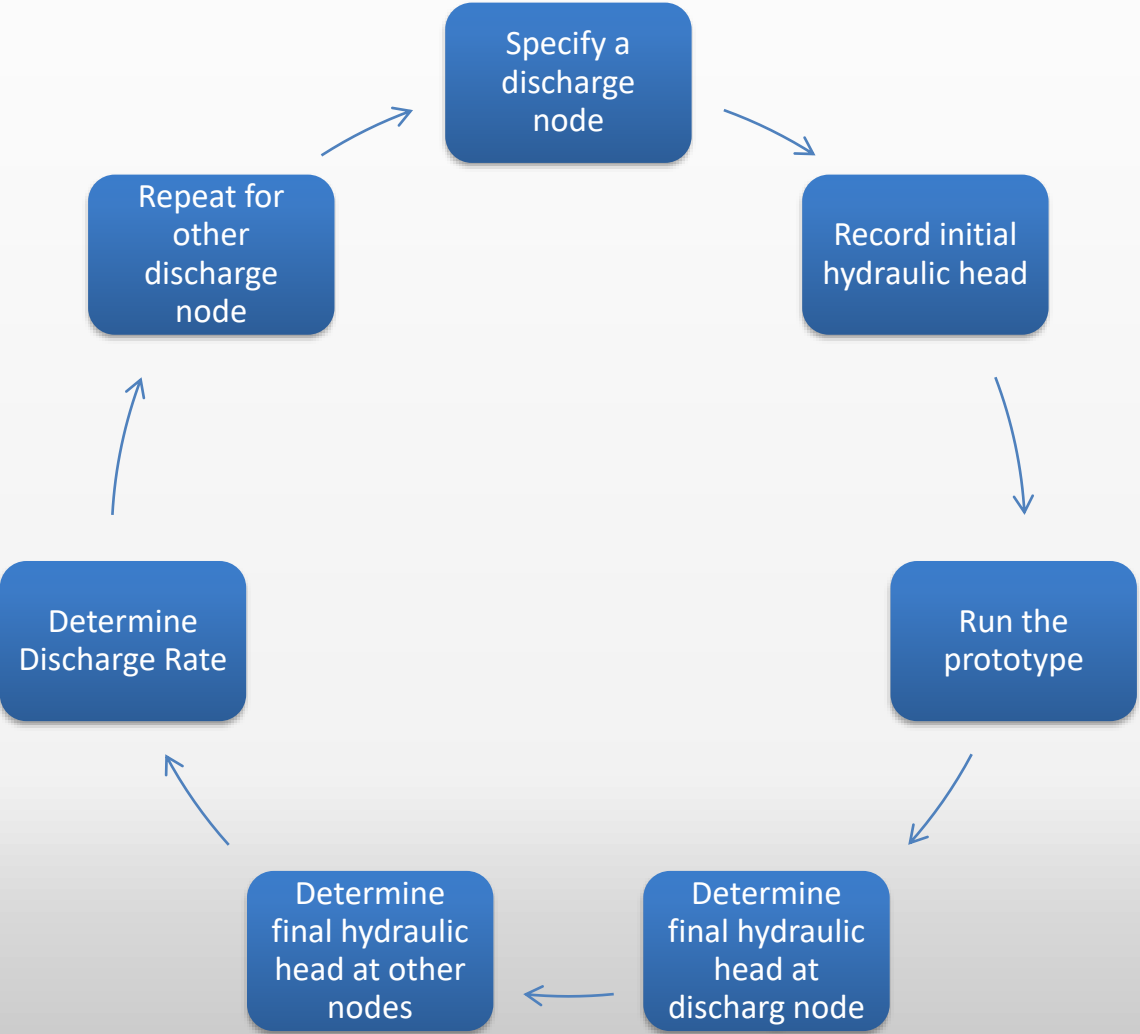 Specify a
discharge
node
Record initial
hydraulic head
Run the
prototype
Determine
final hydraulic
head at
discharg node
Determine
final hydraulic
head at other
nodes
Determine
Discharge Rate
Repeat for
other
discharge
node